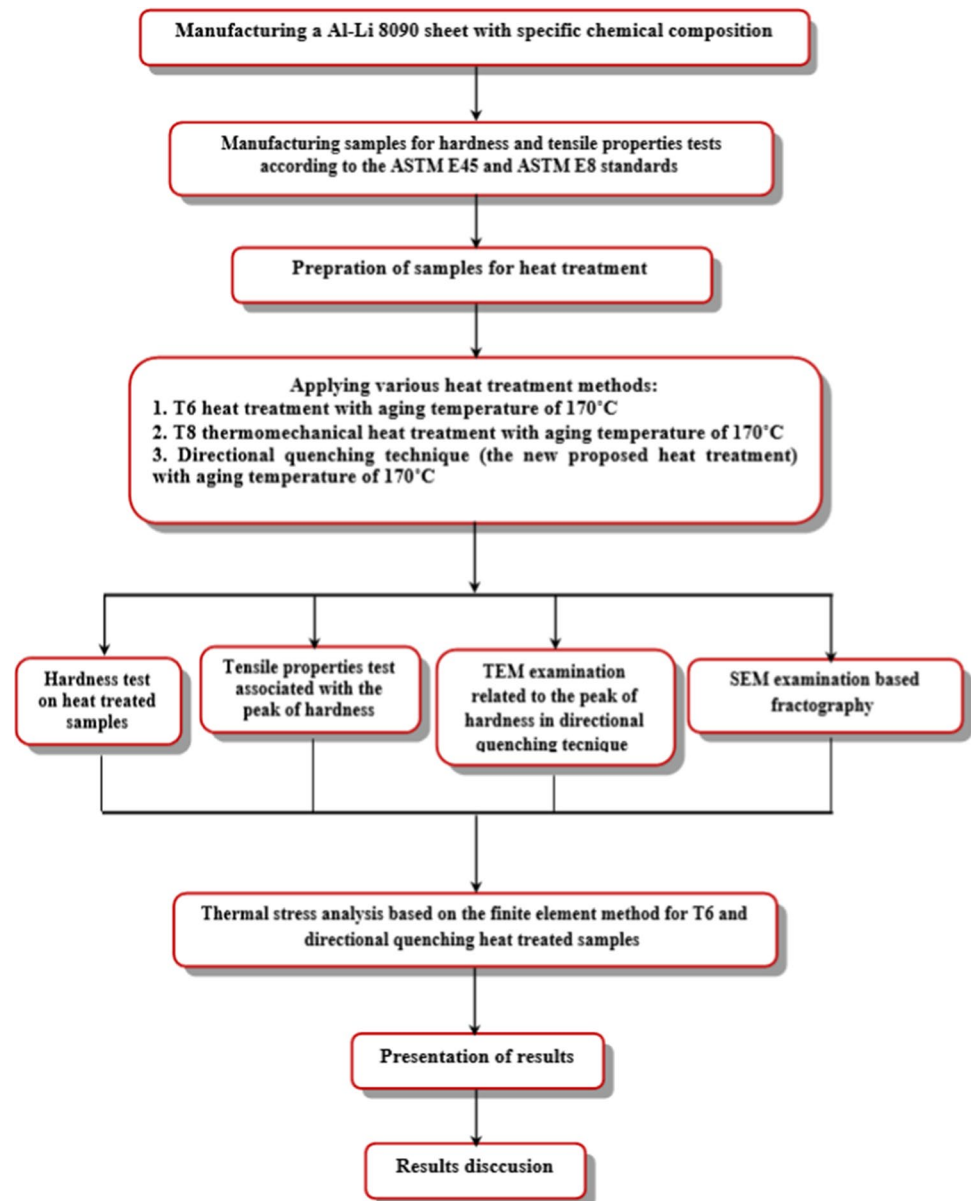 Manufacturing a Al-Li 8090 sheet with specific chemical composition
Manufacturing samples for hardness and tensile properties tests
according to the ASTM E45 and ASTM E8 standards
Prepration of samples for heat treatment
Applying various heat treatment methods:
1. T6 heat treatment with aging temperature of 170˚C
2. T8 thermomechanical heat treatment with aging temperature of 170˚C
3. Directional quenching technique (the new proposed heat treatment)
with aging temperature of 170˚C
Hardness test
on heat treated
samples
Tensile properties test
associated with the
peak of hardness
TEM examination
related to the peak of
hardness in directional
quenching tecnique
SEM examination based
fractography
Thermal stress analysis based on the finite element method for T6 and
directional quenching heat treated samples
Presentation of results
Results disccusion